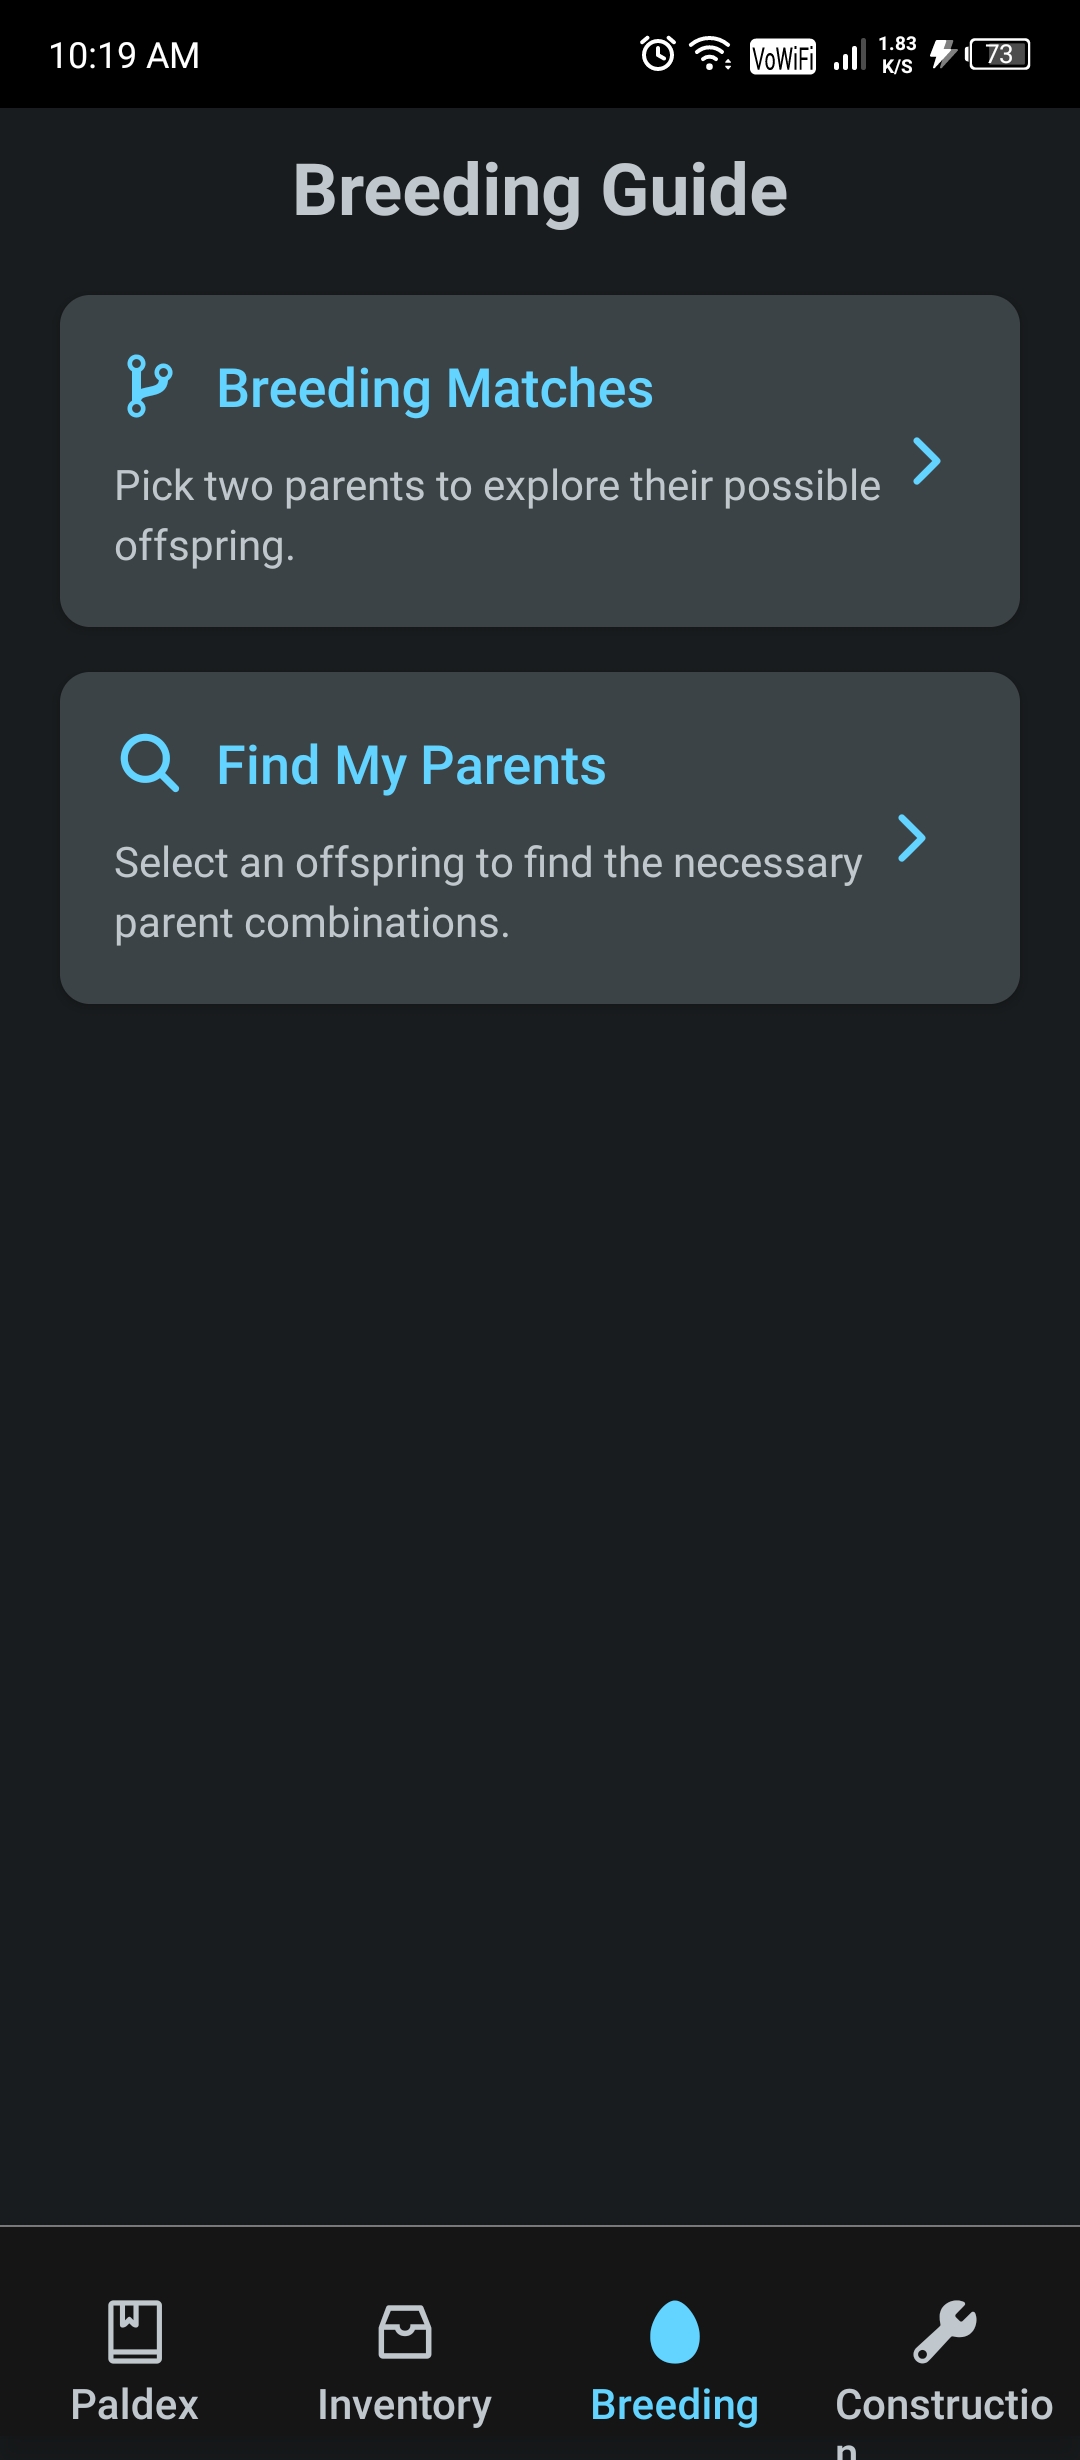 10:19 AM
VoWiFi
1.83
K/S
73
Breeding Guide
Breeding Matches
Pick two parents to explore their possible
offspring.
Find My Parents
Select an offspring to find the necessary
parent combinations.
Paldex
Inventory
Breeding
Constructio
n